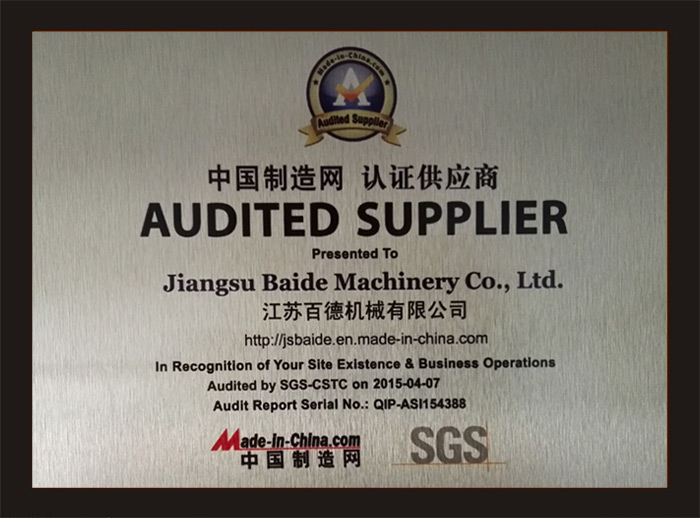 Made-in-China.com
A
Audited Supplier
中国制造网 认证供应商
AUDITED SUPPLIER
Presented To
Jiangsu Baide Machinery Co., Ltd.
江苏百德机械有限公司
http://jsbaide.en.made-in-china.com
In Recognition of Your Site Existence & Business Operations
Audited by SGS-CSTC on 2015-04-07
Audit Report Serial No.: QIP-ASI154388
Made-in-China.com
中国制造网
SGS